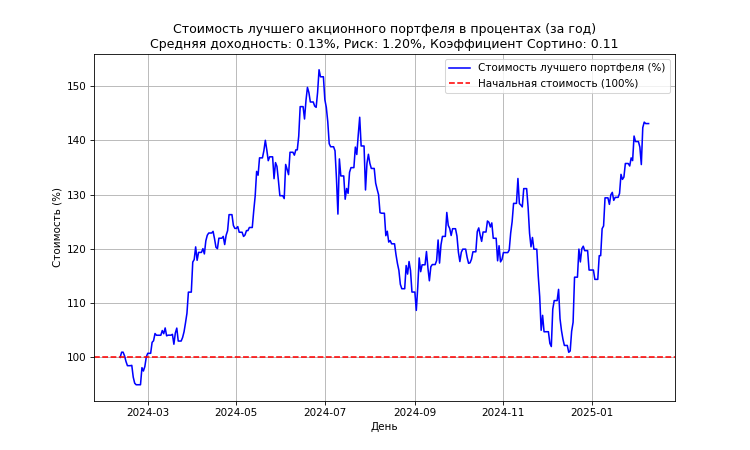 Стоимость лучшего акционного портфеля в процентах (за год)
Средняя доходность: 0.13%, Риск: 1.20%, Коэффициент Сортино: 0.11
Стоимость лучшего портфеля (%)
Начальная стоимость (100%)
Стоимость (%)
150
140
130
120
110
100
2024-03 2024-05 2024-07 2024-09 2024-11 2025-01
День